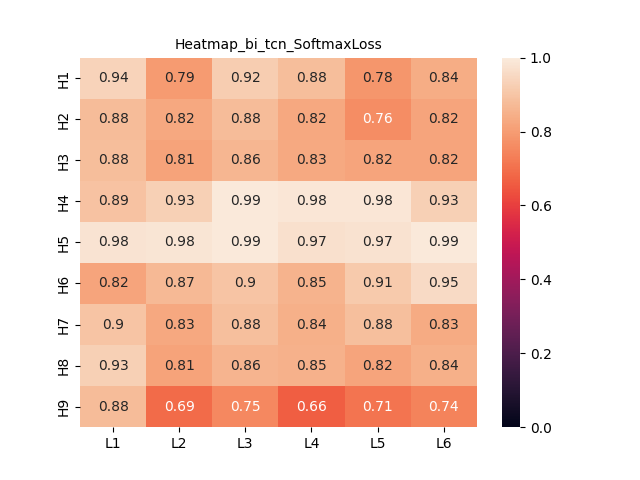 Heatmap_bi_tcn_SoftmaxLoss
H1 0.94 0.79 0.92 0.88 0.78 0.84
H2 0.88 0.82 0.88 0.82 0.76 0.82
H3 0.88 0.81 0.86 0.83 0.82 0.82
H4 0.89 0.93 0.99 0.98 0.98 0.93
H5 0.98 0.98 0.99 0.97 0.97 0.99
H6 0.82 0.87 0.9 0.85 0.91 0.95
H7 0.9 0.83 0.88 0.84 0.88 0.83
H8 0.93 0.81 0.86 0.85 0.82 0.84
H9 0.88 0.69 0.75 0.66 0.71 0.74
L1 L2 L3 L4 L5 L6
1.0
0.8
0.6
0.4
0.2
0.0